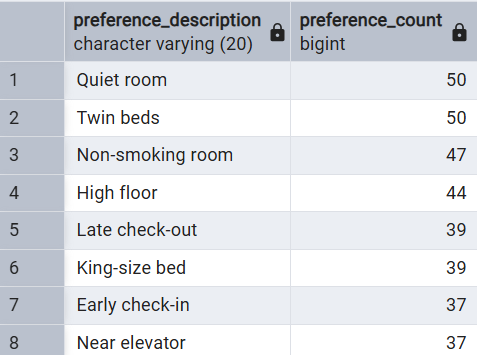 preference_description preference_count
character varying (20) bigint
1 Quiet room 50
2 Twin beds 50
3 Non-smoking room 47
4 High floor 44
5 Late check-out 39
6 King-size bed 39
7 Early check-in 37
8 Near elevator 37